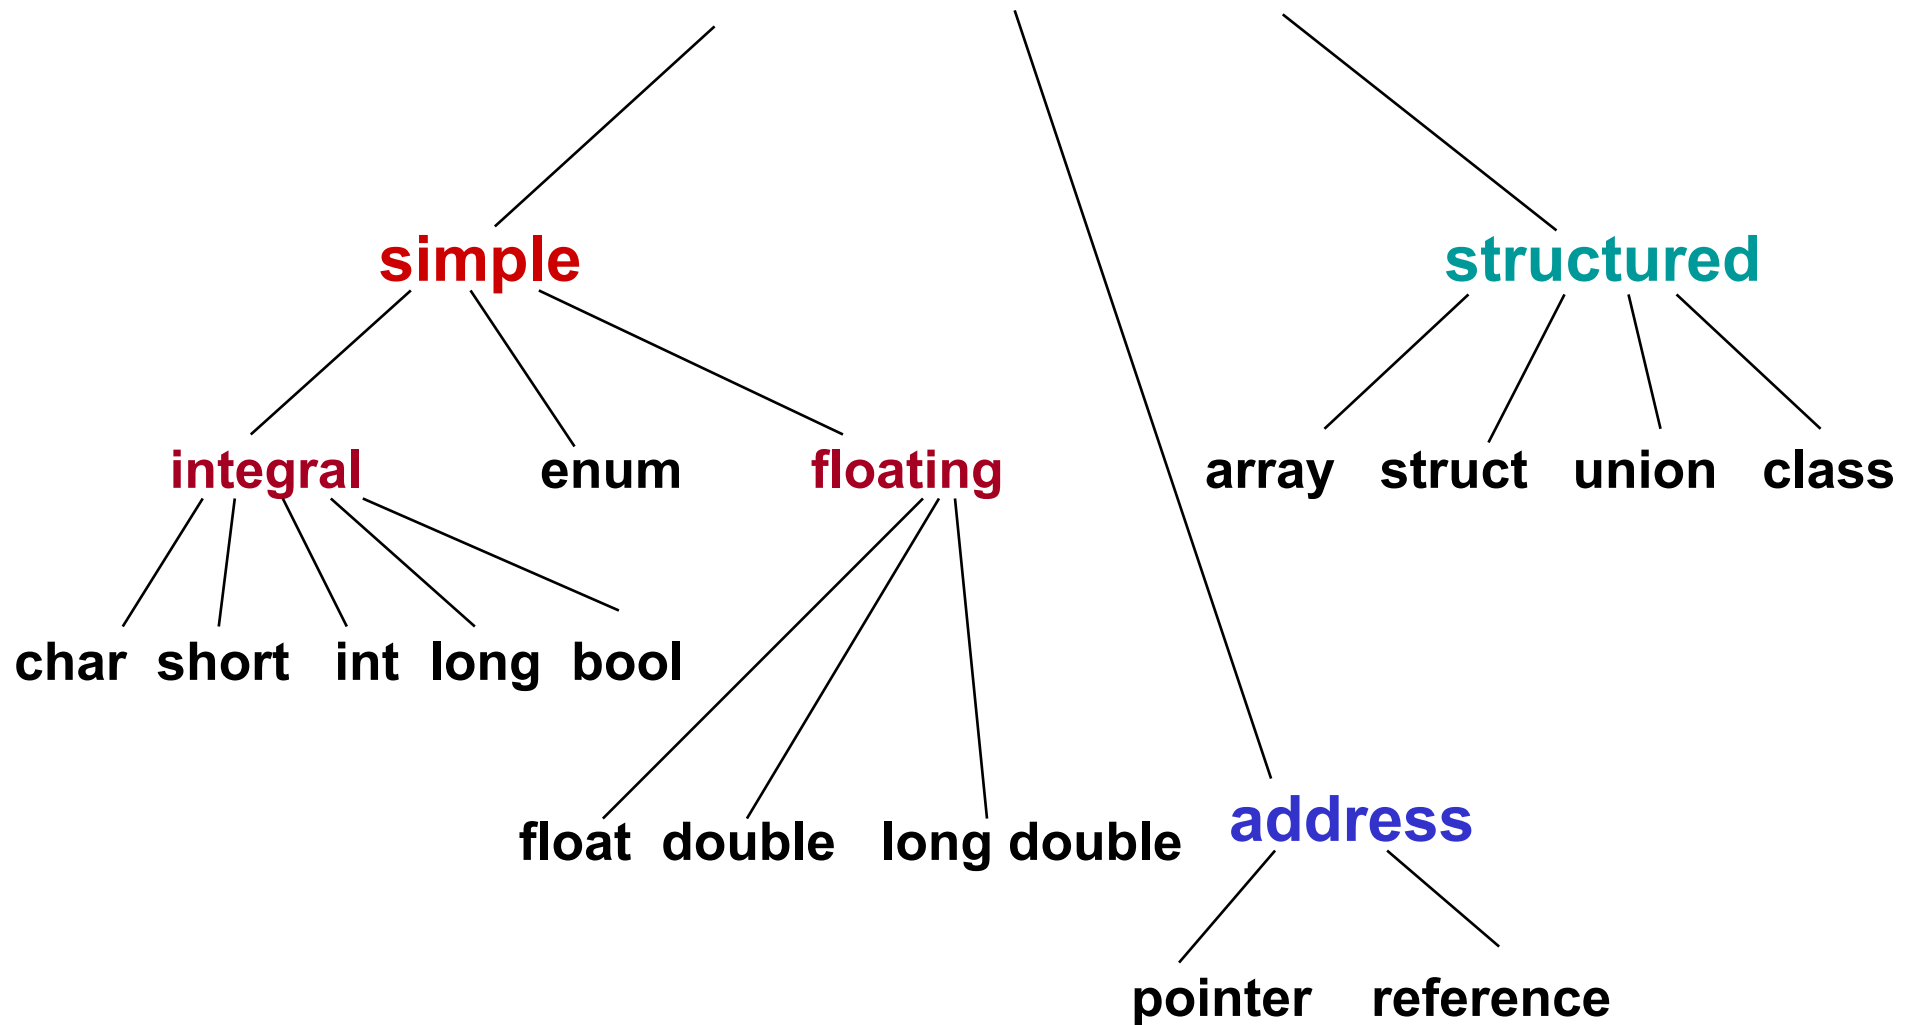 simple structured
integral enum floating array struct union class
char short int long bool
float double long double address
pointer reference